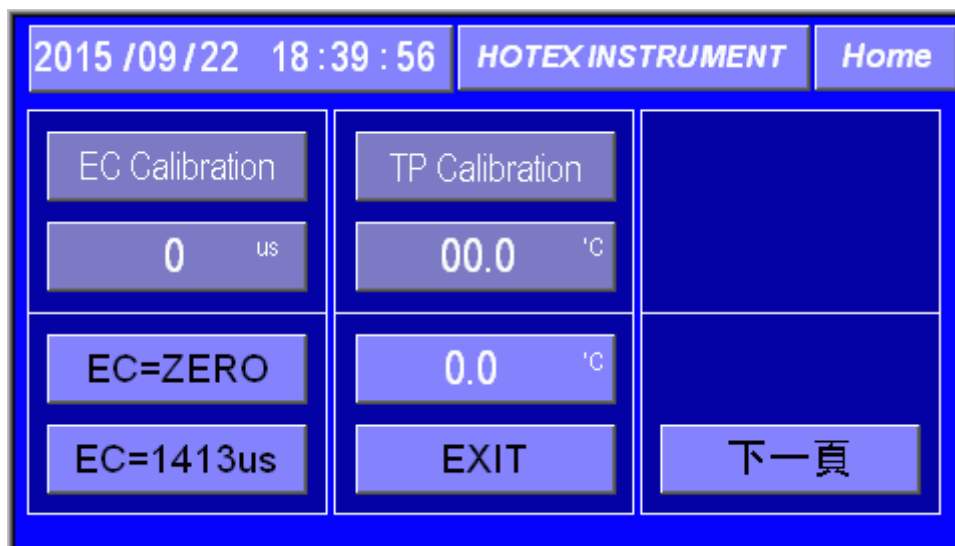 2015 /09 / 22 18 : 39 : 56 HOTEX INSTRUMENT Home
EC Calibration TP Calibration
0 us 00.0 'C
EC=ZERO 0.0 'C
EC=1413us EXIT 下一頁